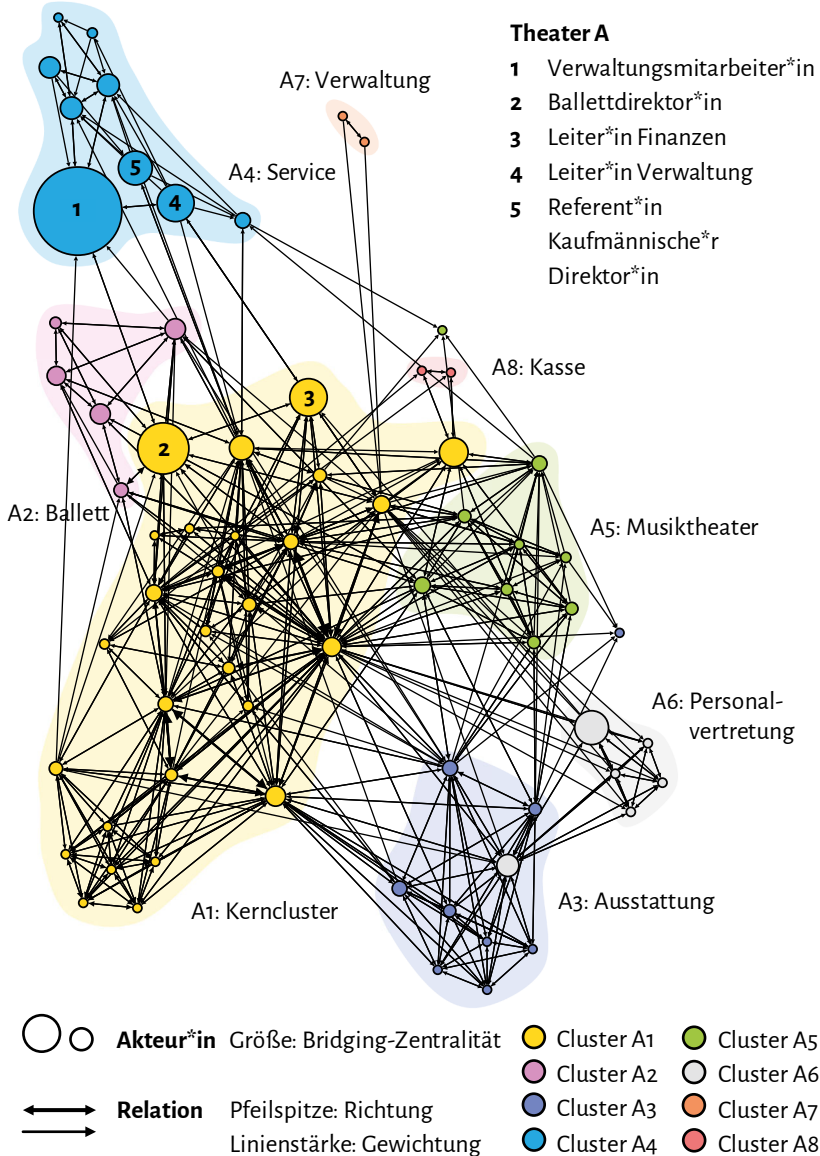 Theater A
1 Verwaltungsmitarbeiter*in
2 Ballettdirektor*in
3 Leiter*in Finanzen
4 Leiter*in Verwaltung
5 Referent*in
Kaufmännische*r
Direktor*in
A7: Verwaltung
A4: Service
5
4
1
A8: Kasse
3
2
A2: Ballett
A5: Musiktheater
A6: Personal-
vertretung
A1: Kerncluster
A3: Ausstattung
Akteur*in Größe: Bridging-Zentralität
Relation Pfeilspitze: Richtung
Linienstärke: Gewichtung
Cluster A1
Cluster A2
Cluster A3
Cluster A4
Cluster A5
Cluster A6
Cluster A7
Cluster A8